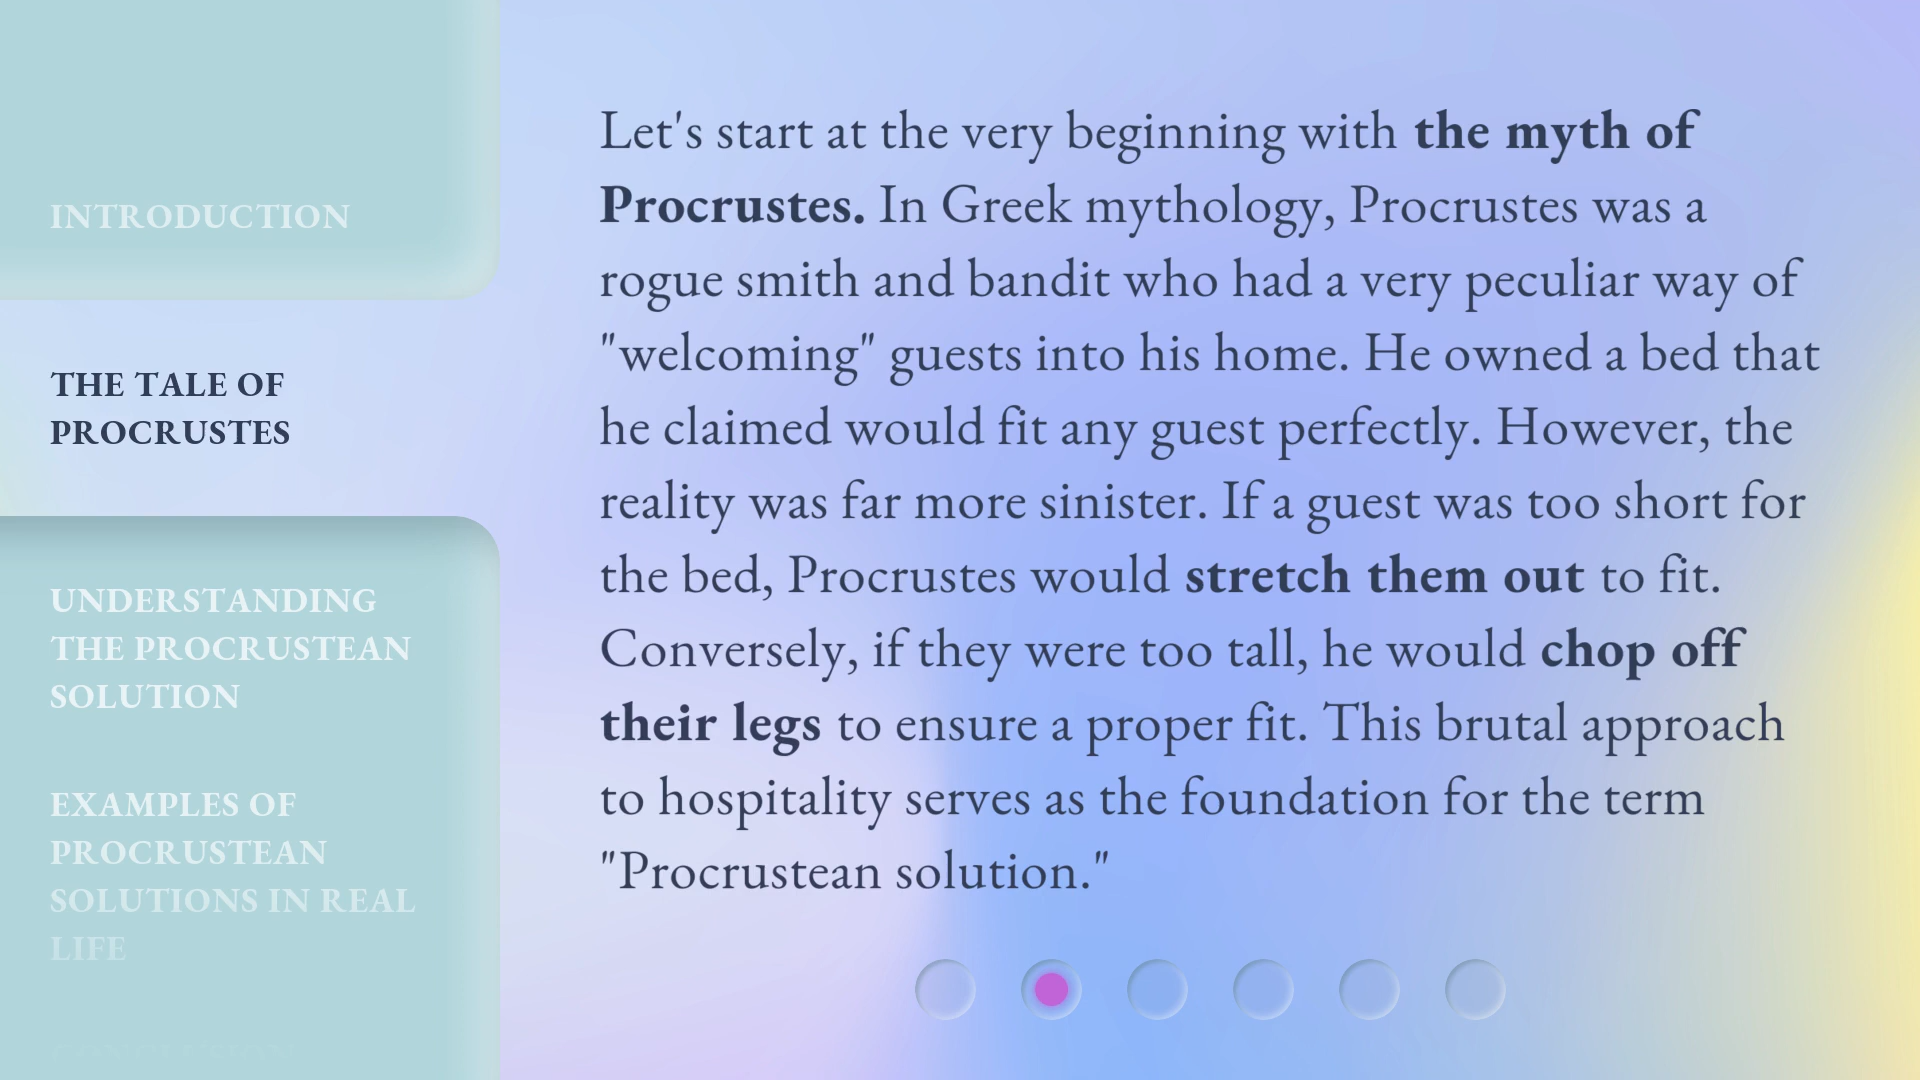 INTRODUCTION
THE TALE OF
PROCRUSTES
UNDERSTANDING
THE PROCRUSTEAN
SOLUTION
EXAMPLES OF
PROCRUSTEAN
SOLUTIONS IN REAL
LIFE
CONCLUSION
Let's start at the very beginning with the myth of
Procrustes. In Greek mythology, Procrustes was a
rogue smith and bandit who had a very peculiar way of
"welcoming" guests into his home. He owned a bed that
he claimed would fit any guest perfectly. However, the
reality was far more sinister. If a guest was too short for
the bed, Procrustes would stretch them out to fit.
Conversely, if they were too tall, he would chop off
their legs to ensure a proper fit. This brutal approach
to hospitality serves as the foundation for the term
"Procrustean solution."